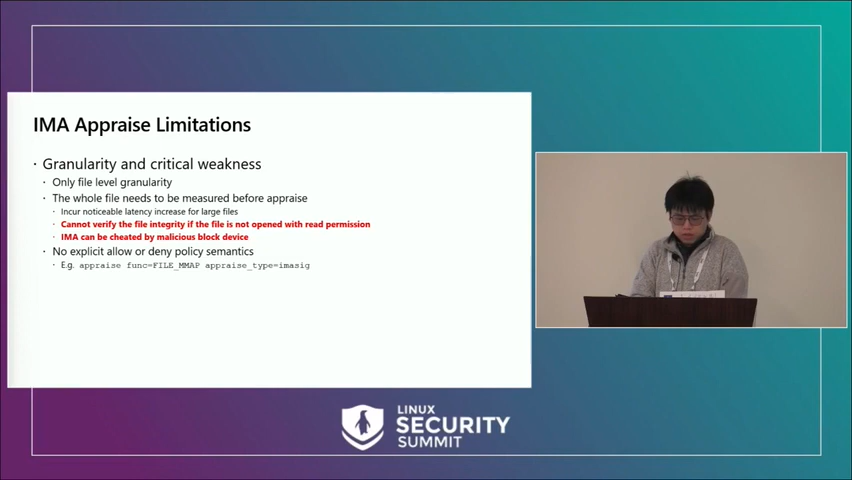 IMA Appraise Limitations
· Granularity and critical weakness
· Only file level granularity
· The whole file needs to be measured before appraise
· Incur noticeable latency increase for large files
· Cannot verify the file integrity if the file is not opened with read permission
· IMA can be cheated by malicious block device
· No explicit allow or deny policy semantics
· E.g. appraise func=FILE_MMAP appraise_type=imasig
LINUX
SECURITY
SUMMIT